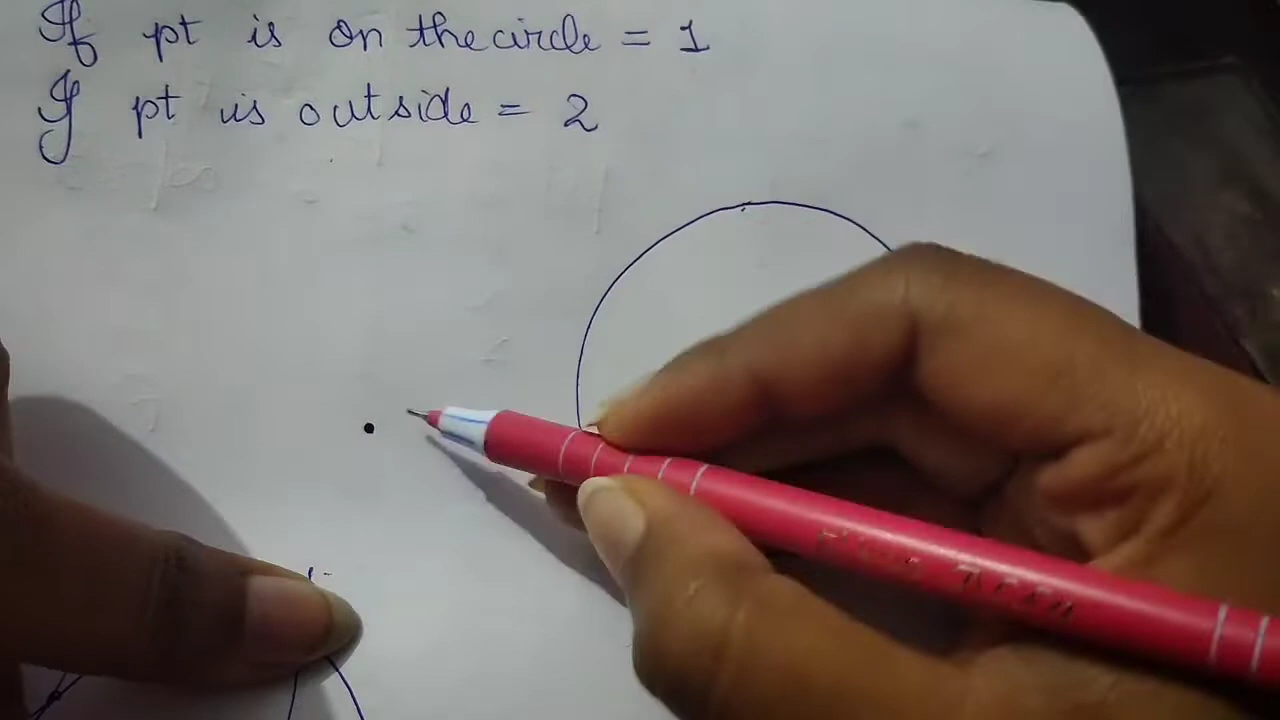 If pt is on the circle = 1
If pt is outside = 2